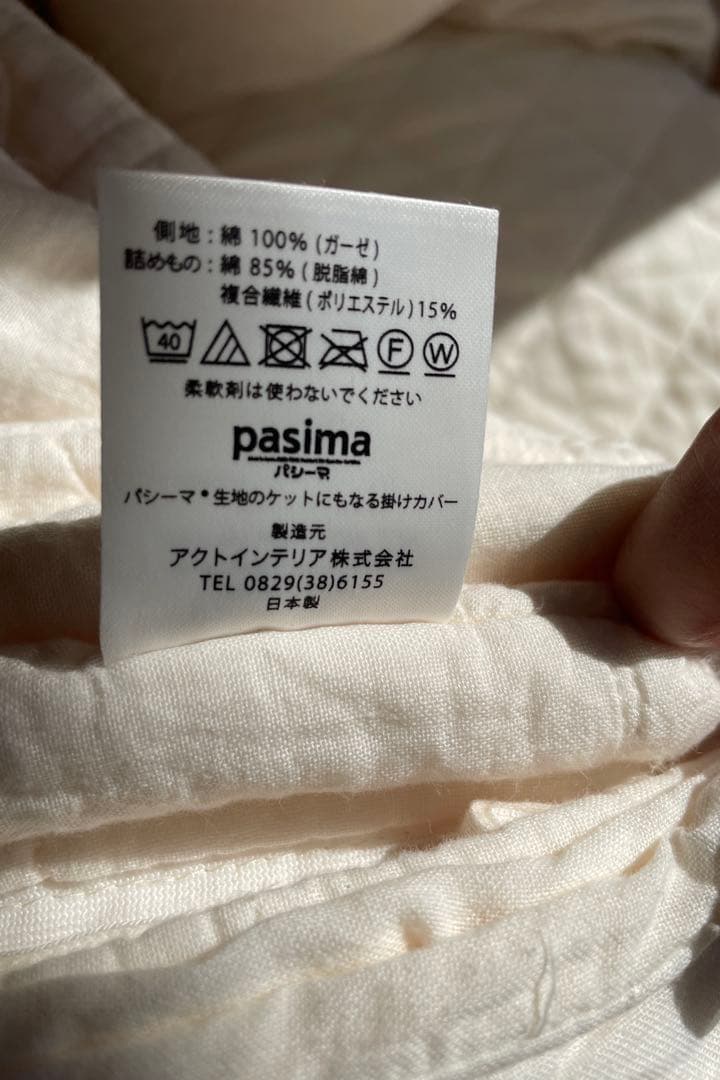 側地：綿 100% (ガーゼ)
詰めもの：綿 85% ( 脱脂綿 )
複合繊維 ( ポリエステル ) 15%
40 F W
柔軟剤は使わないでください
pasima
パシーマ
パシーマ®生地のケットにもなる掛けカバー
製造元
アクトインテリア株式会社
TEL 0829(38)6155
日本製